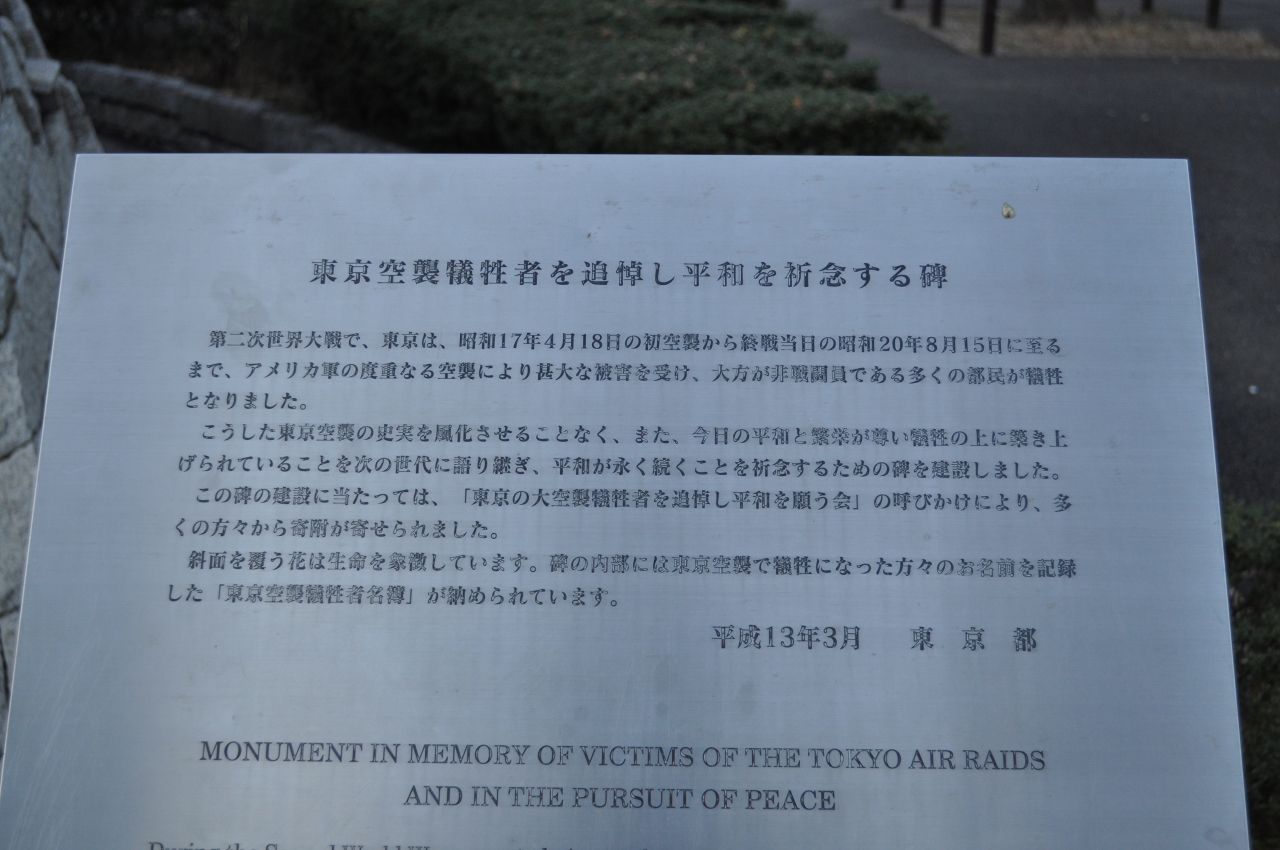 東京空襲犠牲者を追悼し平和を祈念する碑
第二次世界大戦で、東京は、昭和17年4月18日の初空襲から終戦当日の昭和20年8月15日に至る
まで、アメリカ軍の度重なる空襲により甚大な被害を受け、大方が非戦闘員である多くの都民が犠牲
となりました。
こうした東京空襲の史実を風化させることなく、また、今日の平和と繁栄が尊い犠牲の上に築き上
げられていることを次の世代に語り継ぎ、平和が永く続くことを祈念するための碑を建設しました。
この碑の建設に当たっては、「東京の大空襲犠牲者を追悼し平和を願う会」の呼びかけにより、多
くの方々から寄附が寄せられました。
斜面を覆う花は生命を象徴しています。碑の内部には東京空襲で犠牲になった方々のお名前を記録
した「東京空襲犠牲者名簿」が納められています。
平成13年3月 東 京 都
MONUMENT IN MEMORY OF VICTIMS OF THE TOKYO AIR RAIDS
AND IN THE PURSUIT OF PEACE
During the